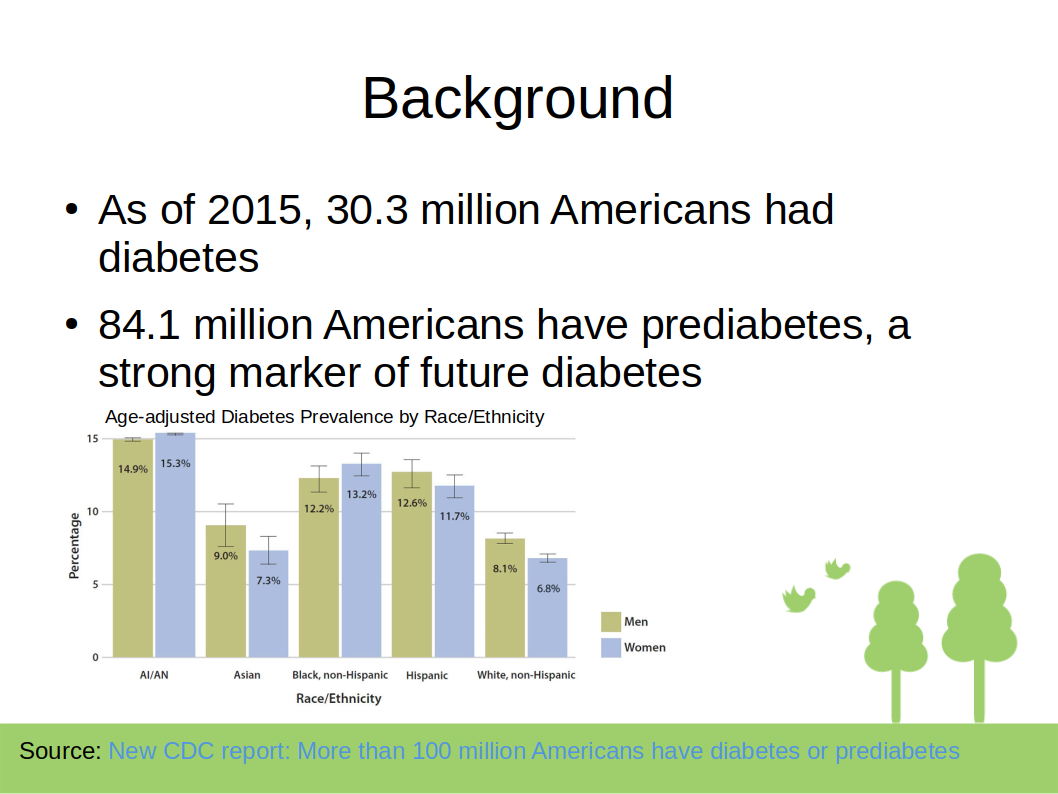 Background
• As of 2015, 30.3 million Americans had
diabetes
• 84.1 million Americans have prediabetes, a
strong marker of future diabetes
Age-adjusted Diabetes Prevalence by Race/Ethnicity
15
10
5
0
Percentage
14.9%
15.3%
9.0%
7.3%
12.2%
13.2%
12.6%
11.7%
8.1%
6.8%
Men
Women
AI/AN
Asian
Black, non-Hispanic
Hispanic
White, non-Hispanic
Race/Ethnicity
Source: New CDC report: More than 100 million Americans have diabetes or prediabetes